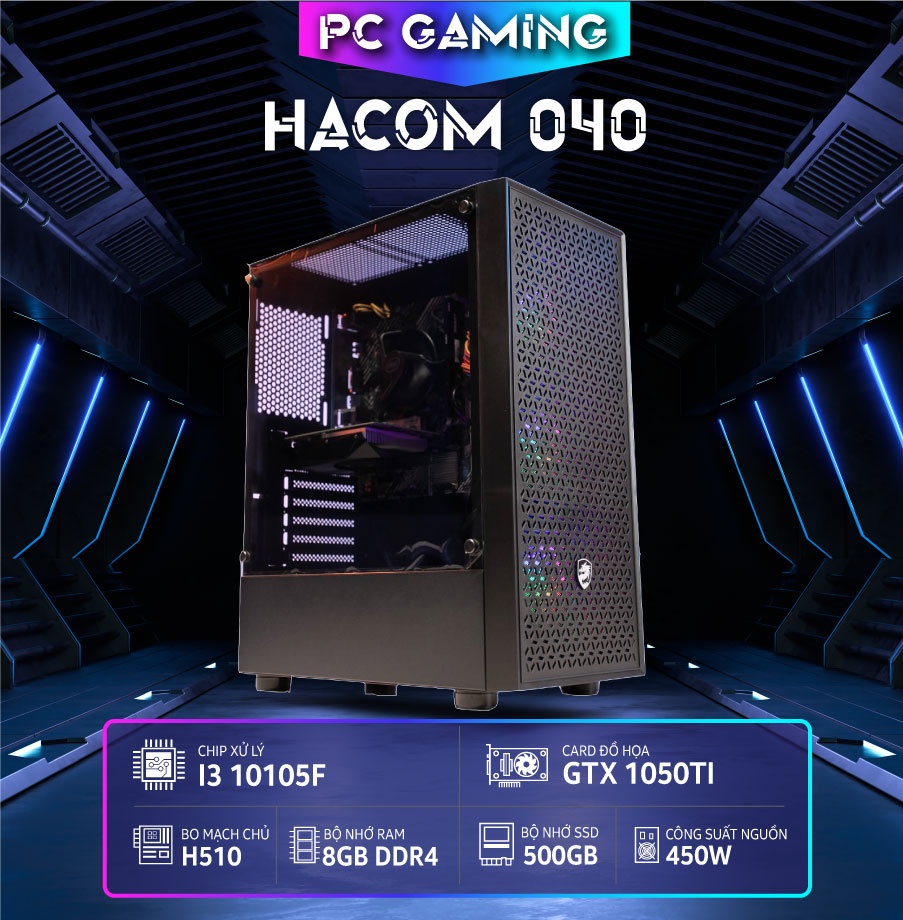 PC GAMING
HACOM 040
CHIP XỬ LÝ
I3 10105F
CARD ĐỒ HỌA
GTX 1050TI
BO MẠCH CHỦ
H510
BỘ NHỚ RAM
8GB DDR4
BỘ NHỚ SSD
500GB
CÔNG SUẤT NGUỒN
450W